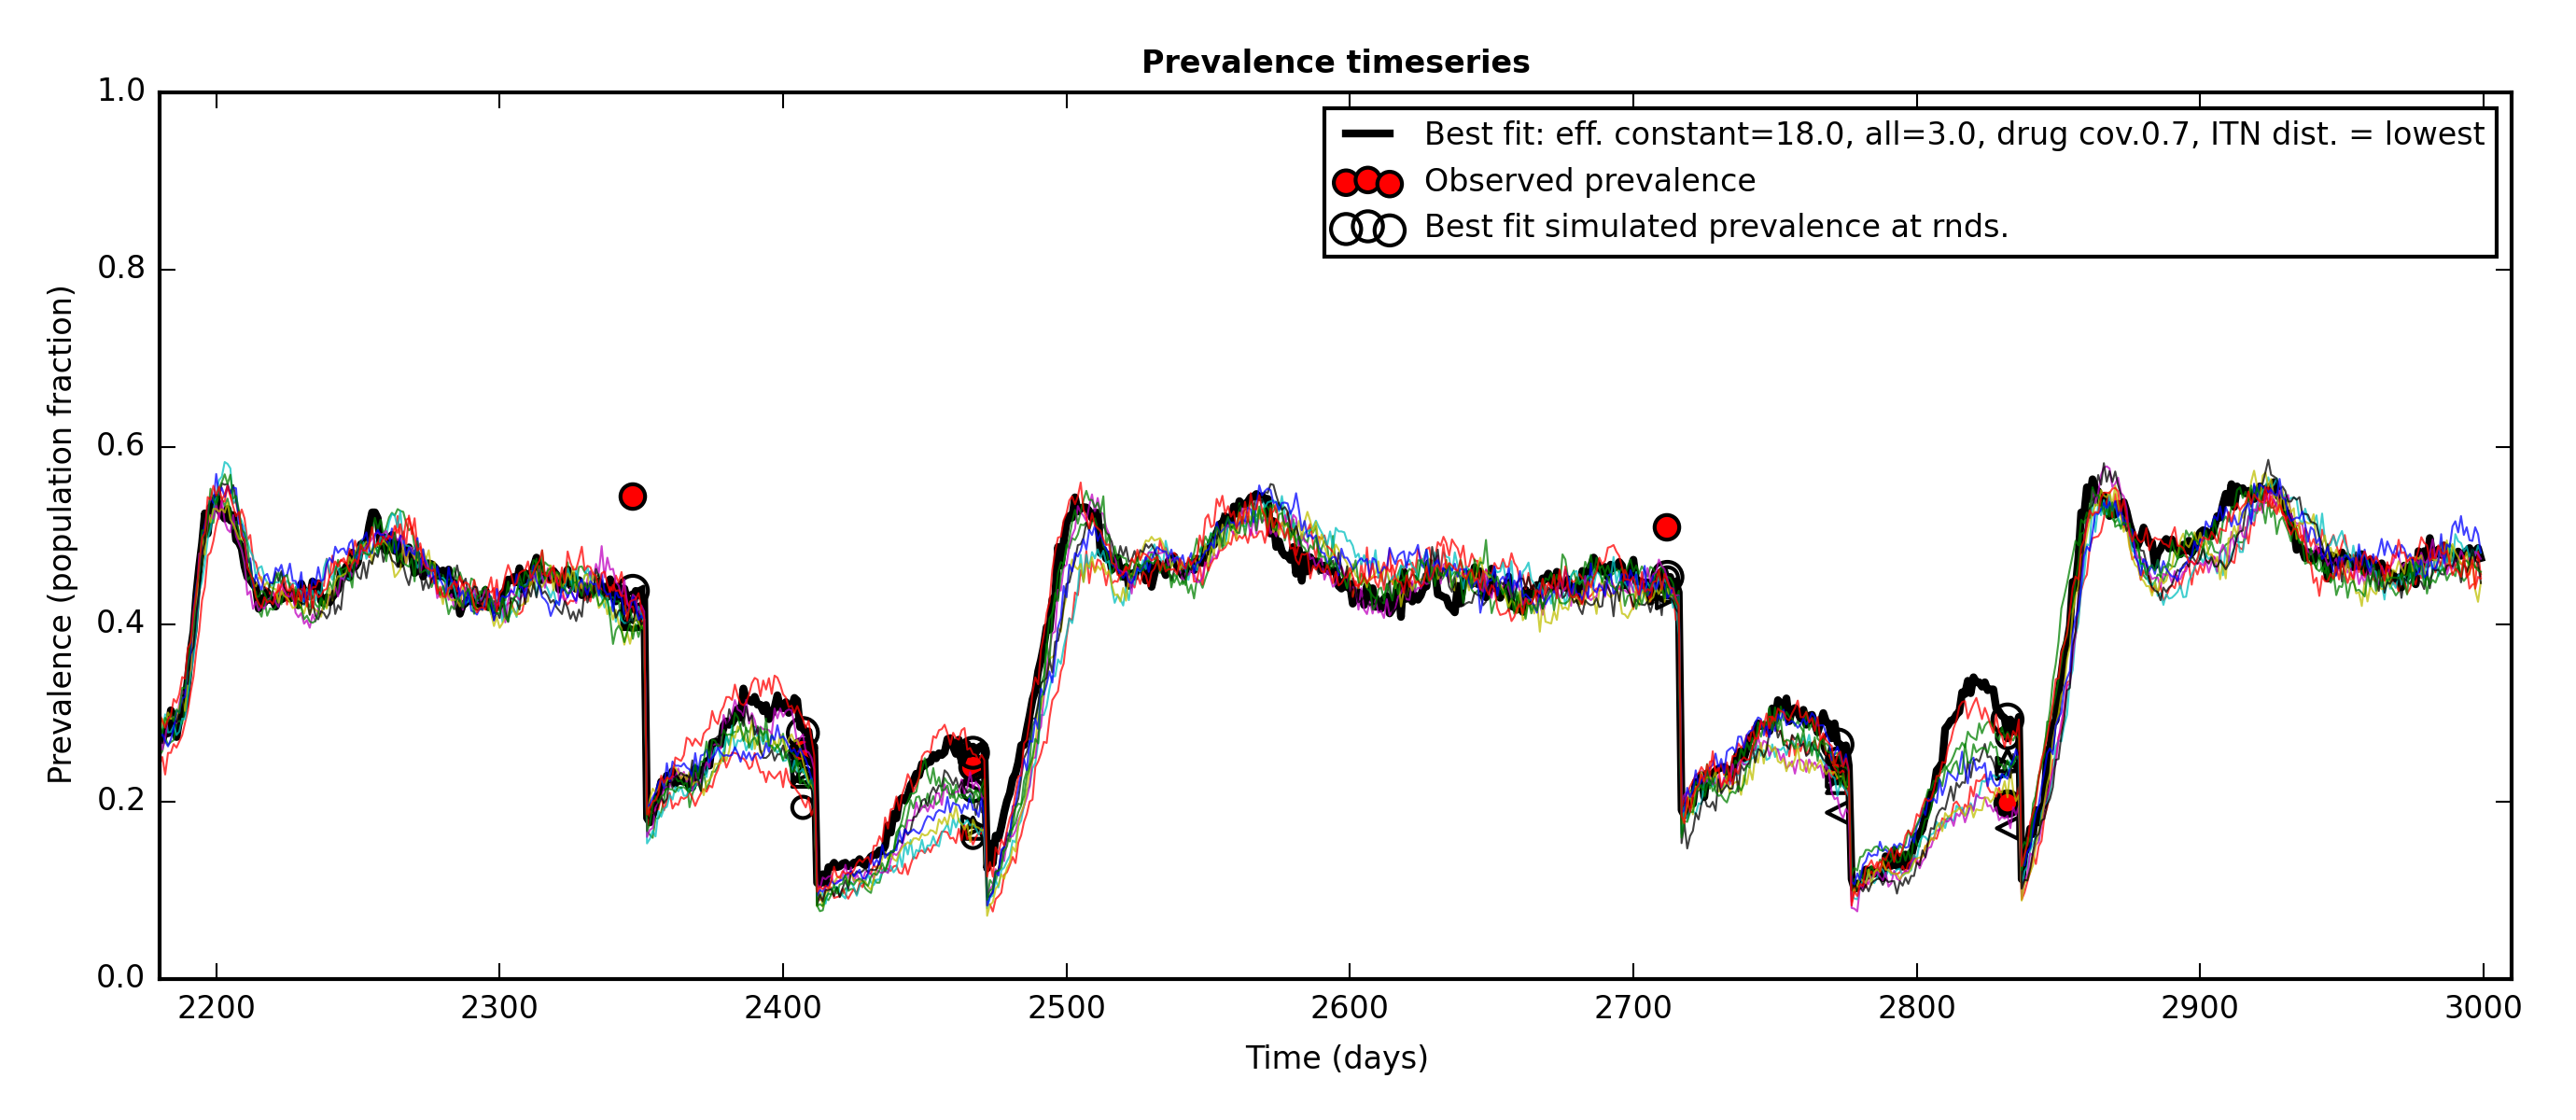 Prevalence timeseries
1.0
0.8
0.6
0.4
0.2
0.0
Prevalence (population fraction)
Best fit: eff. constant=18.0, all=3.0, drug cov.0.7, ITN dist. = lowest
Observed prevalence
Best fit simulated prevalence at rnds.
2200 2300 2400 2500 2600 2700 2800 2900 3000
Time (days)